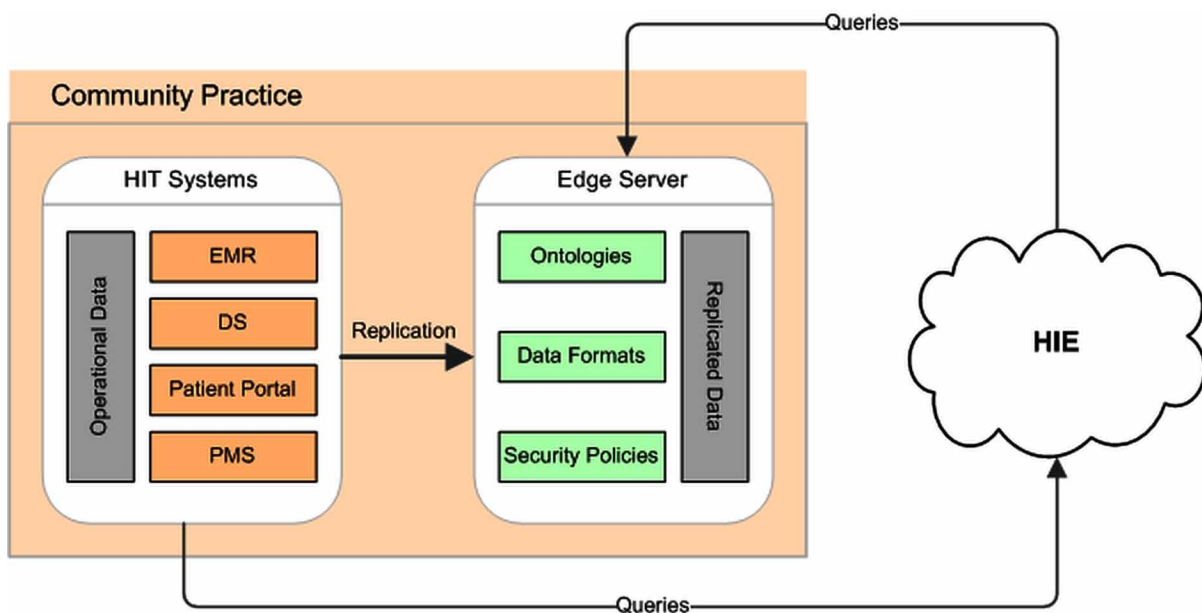 Queries
Community Practice
HIT Systems
Edge Server
Operational Data
EMR
DS
Patient Portal
PMS
Replication
Ontologies
Data Formats
Security Policies
Replicated Data
HIE
Queries